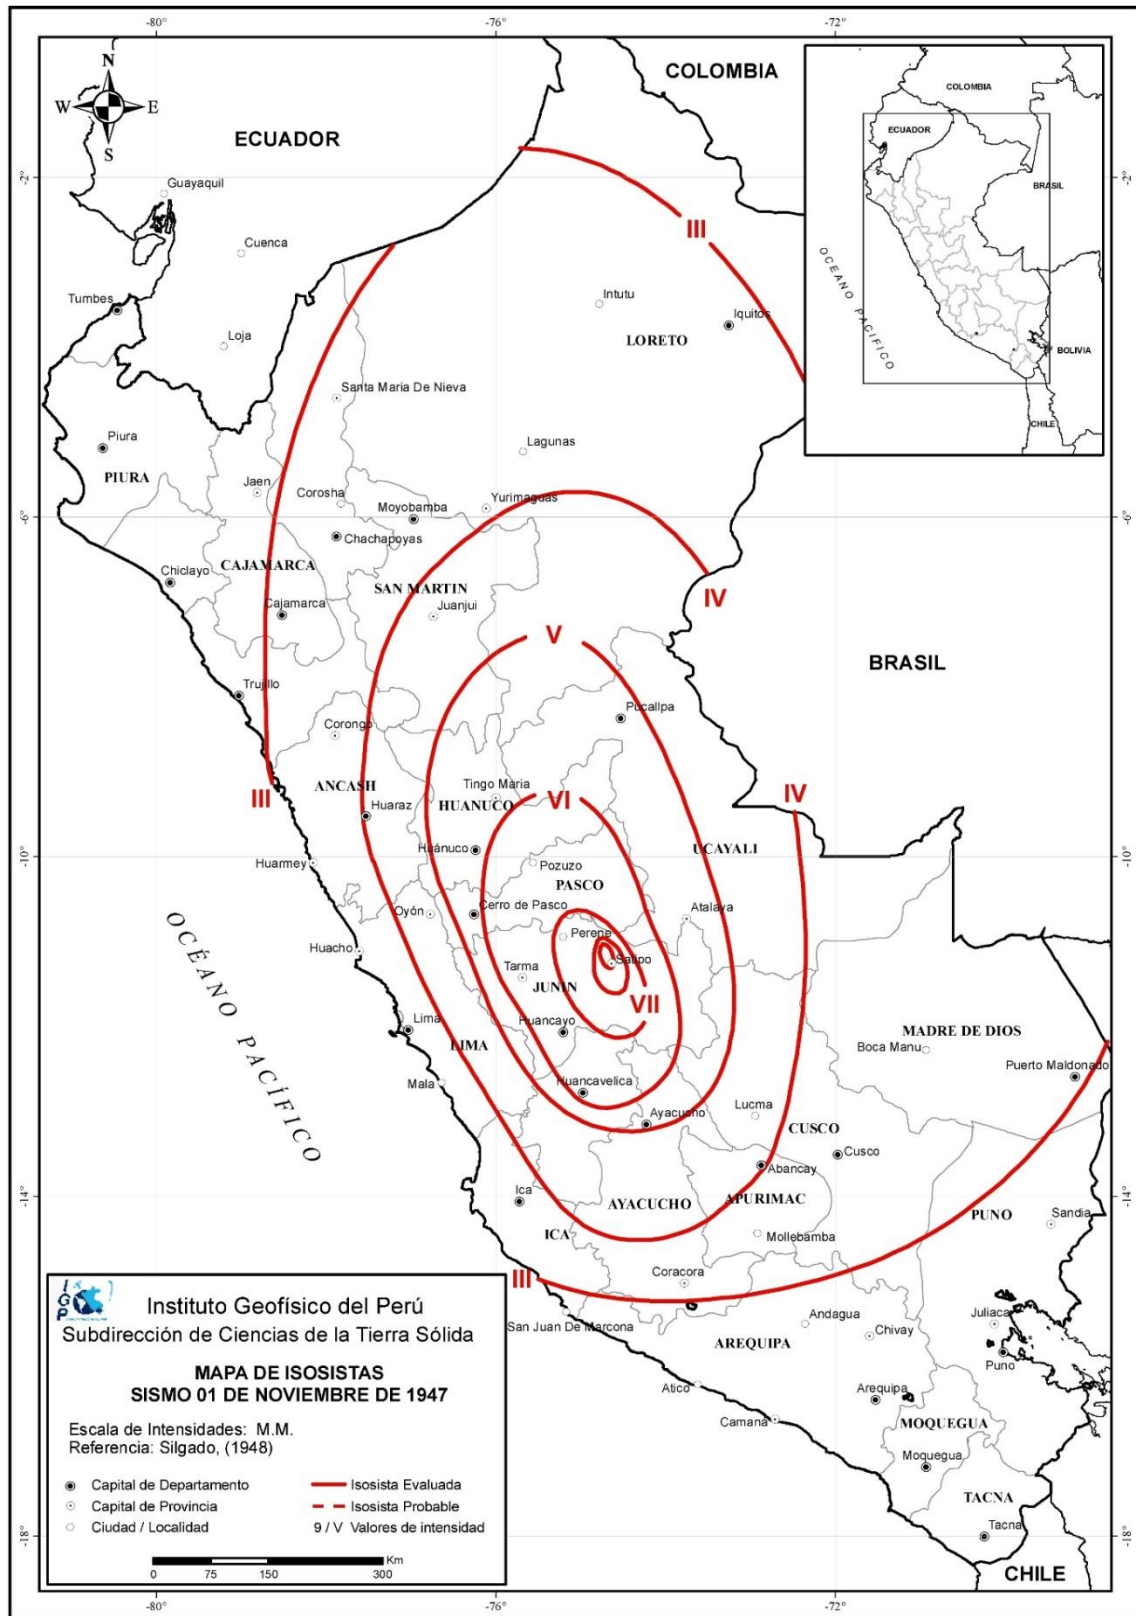 -80°
-76°
-72°
N
W
E
S
COLOMBIA
ECUADOR
COLOMBIA
ECUADOR
BRASIL
OCEANO PACIFICO
BOLIVIA
CHILE
-2°
-2°
Guayaquil
Cuenca
III
Tumbes
Intutu
Iquitos
Loja
LORETO
Santa Maria De Nieva
Piura
PIURA
Lagunas
Jaen
Corosha
Yurimaguas
Moyobamba
-6°
-6°
Chachapoyas
Chiclayo
CAJAMARCA
SAN MARTIN
IV
Cajamarca
Juanjui
V
BRASIL
Trujillo
Pucallpa
Corongo
ANCASH
Tingo Maria
III
VI
IV
HUANUCO
Huaraz
Huánuco
UCAYALI
-10°
-10°
Huarmey
Pozuzo
PASCO
Oyón
Cerro de Pasco
Atalaya
Perene
Huacho
Satipo
Tarma
JUNIN
VII
OCÉANO PACÍFICO
Lima
Huancayo
MADRE DE DIOS
LIMA
Boca Manu
Puerto Maldonado
Mala
Huancavelica
Ayacucho
Lucma
CUSCO
Cusco
Abancay
-14°
-14°
Ica
AYACUCHO
APURIMAC
PUNO
Sandia
ICA
Mollebamba
III
Coracora
San Juan De Marcona
Andagua
Chivay
Juliaca
AREQUIPA
Puno
Atico
Arequipa
Camaná
MOQUEGUA
Moquegua
TACNA
Tacna
-18°
-18°
CHILE
IGP
Instituto Geofísico del Perú
Subdirección de Ciencias de la Tierra Sólida
MAPA DE ISOSISTAS
SISMO 01 DE NOVIEMBRE DE 1947
Escala de Intensidades: M.M.
Referencia: Silgado, (1948)
Capital de Departamento
Isosista Evaluada
Capital de Provincia
Isosista Probable
Ciudad / Localidad
9 / V Valores de intensidad
Km
0 75 150 300
-80°
-76°
-72°